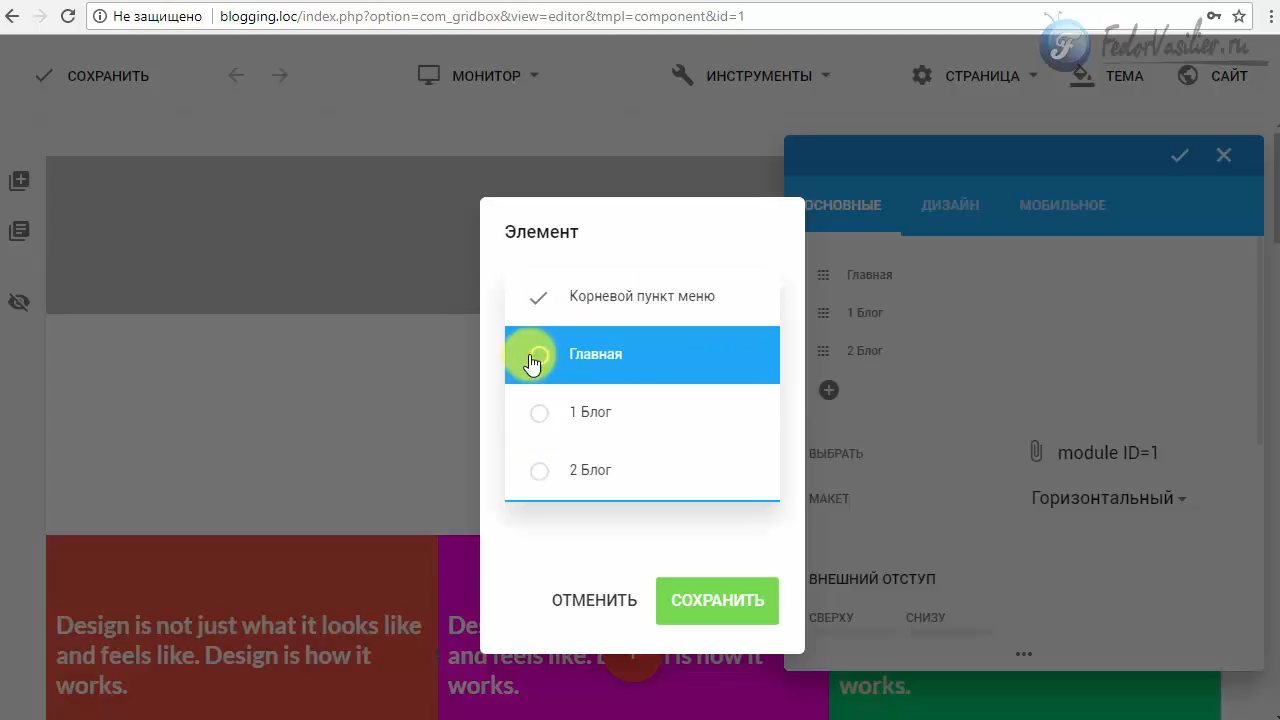 Не защищено
blogging.loc/index.php?option=com_gridbox&view=editor&tmpl=component&id=1
FedorVasilier.ru
СОХРАНИТЬ
МОНИТОР
ИНСТРУМЕНТЫ
СТРАНИЦА
ТЕМА
САЙТ
ОСНОВНЫЕ
ДИЗАЙН
МОБИЛЬНОЕ
Элемент
Корневой пункт меню
Главная
1 Блог
2 Блог
ОТМЕНИТЬ
СОХРАНИТЬ
Главная
1 Блог
2 Блог
ВЫБРАТЬ
module ID=1
МАКЕТ
Горизонтальный
ВНЕШНИЙ ОТСТУП
СВЕРХУ
СНИЗУ
Design is not just what it looks like
and feels like. Design is how it
works.
works.
works.